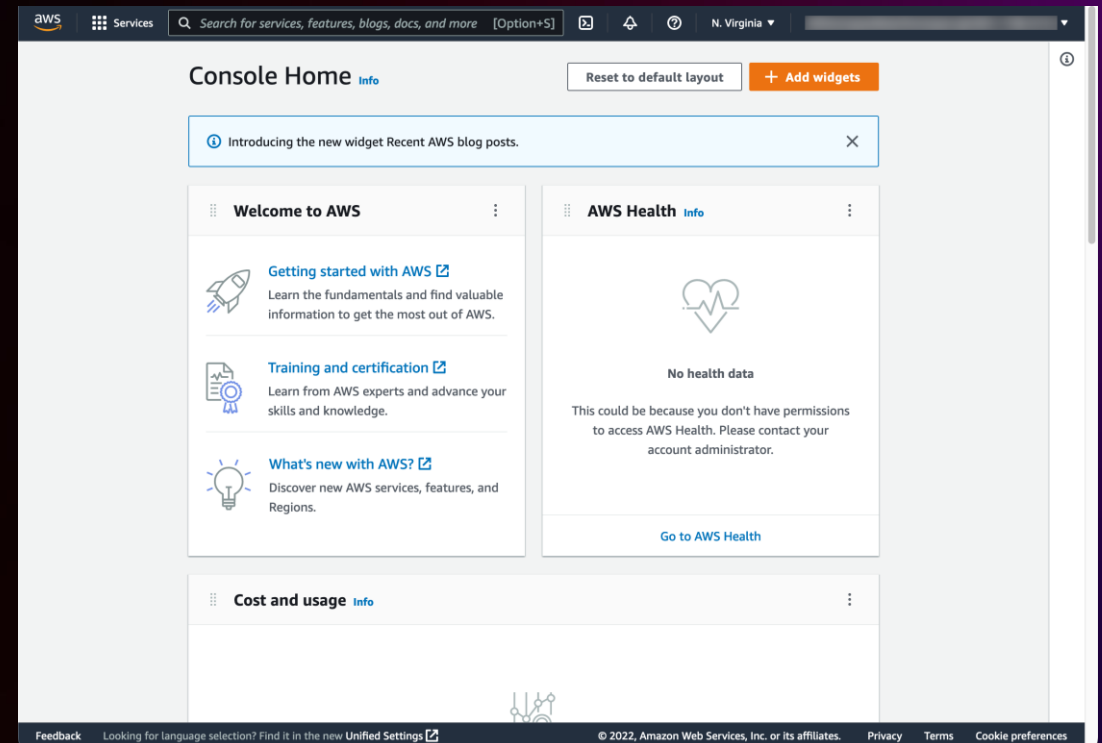 aws Services Search for services, features, blogs, docs, and more [Option+S] N. Virginia
Console Home Info
Reset to default layout
Add widgets
Introducing the new widget Recent AWS blog posts.
Welcome to AWS
Getting started with AWS
Learn the fundamentals and find valuable
information to get the most out of AWS.
Training and certification
Learn from AWS experts and advance your
skills and knowledge.
What's new with AWS?
Discover new AWS services, features, and
Regions.
AWS Health Info
No health data
This could be because you don't have permissions
to access AWS Health. Please contact your
account administrator.
Go to AWS Health
Cost and usage Info
Feedback Looking for language selection? Find it in the new Unified Settings © 2022, Amazon Web Services, Inc. or its affiliates. Privacy Terms Cookie preferences